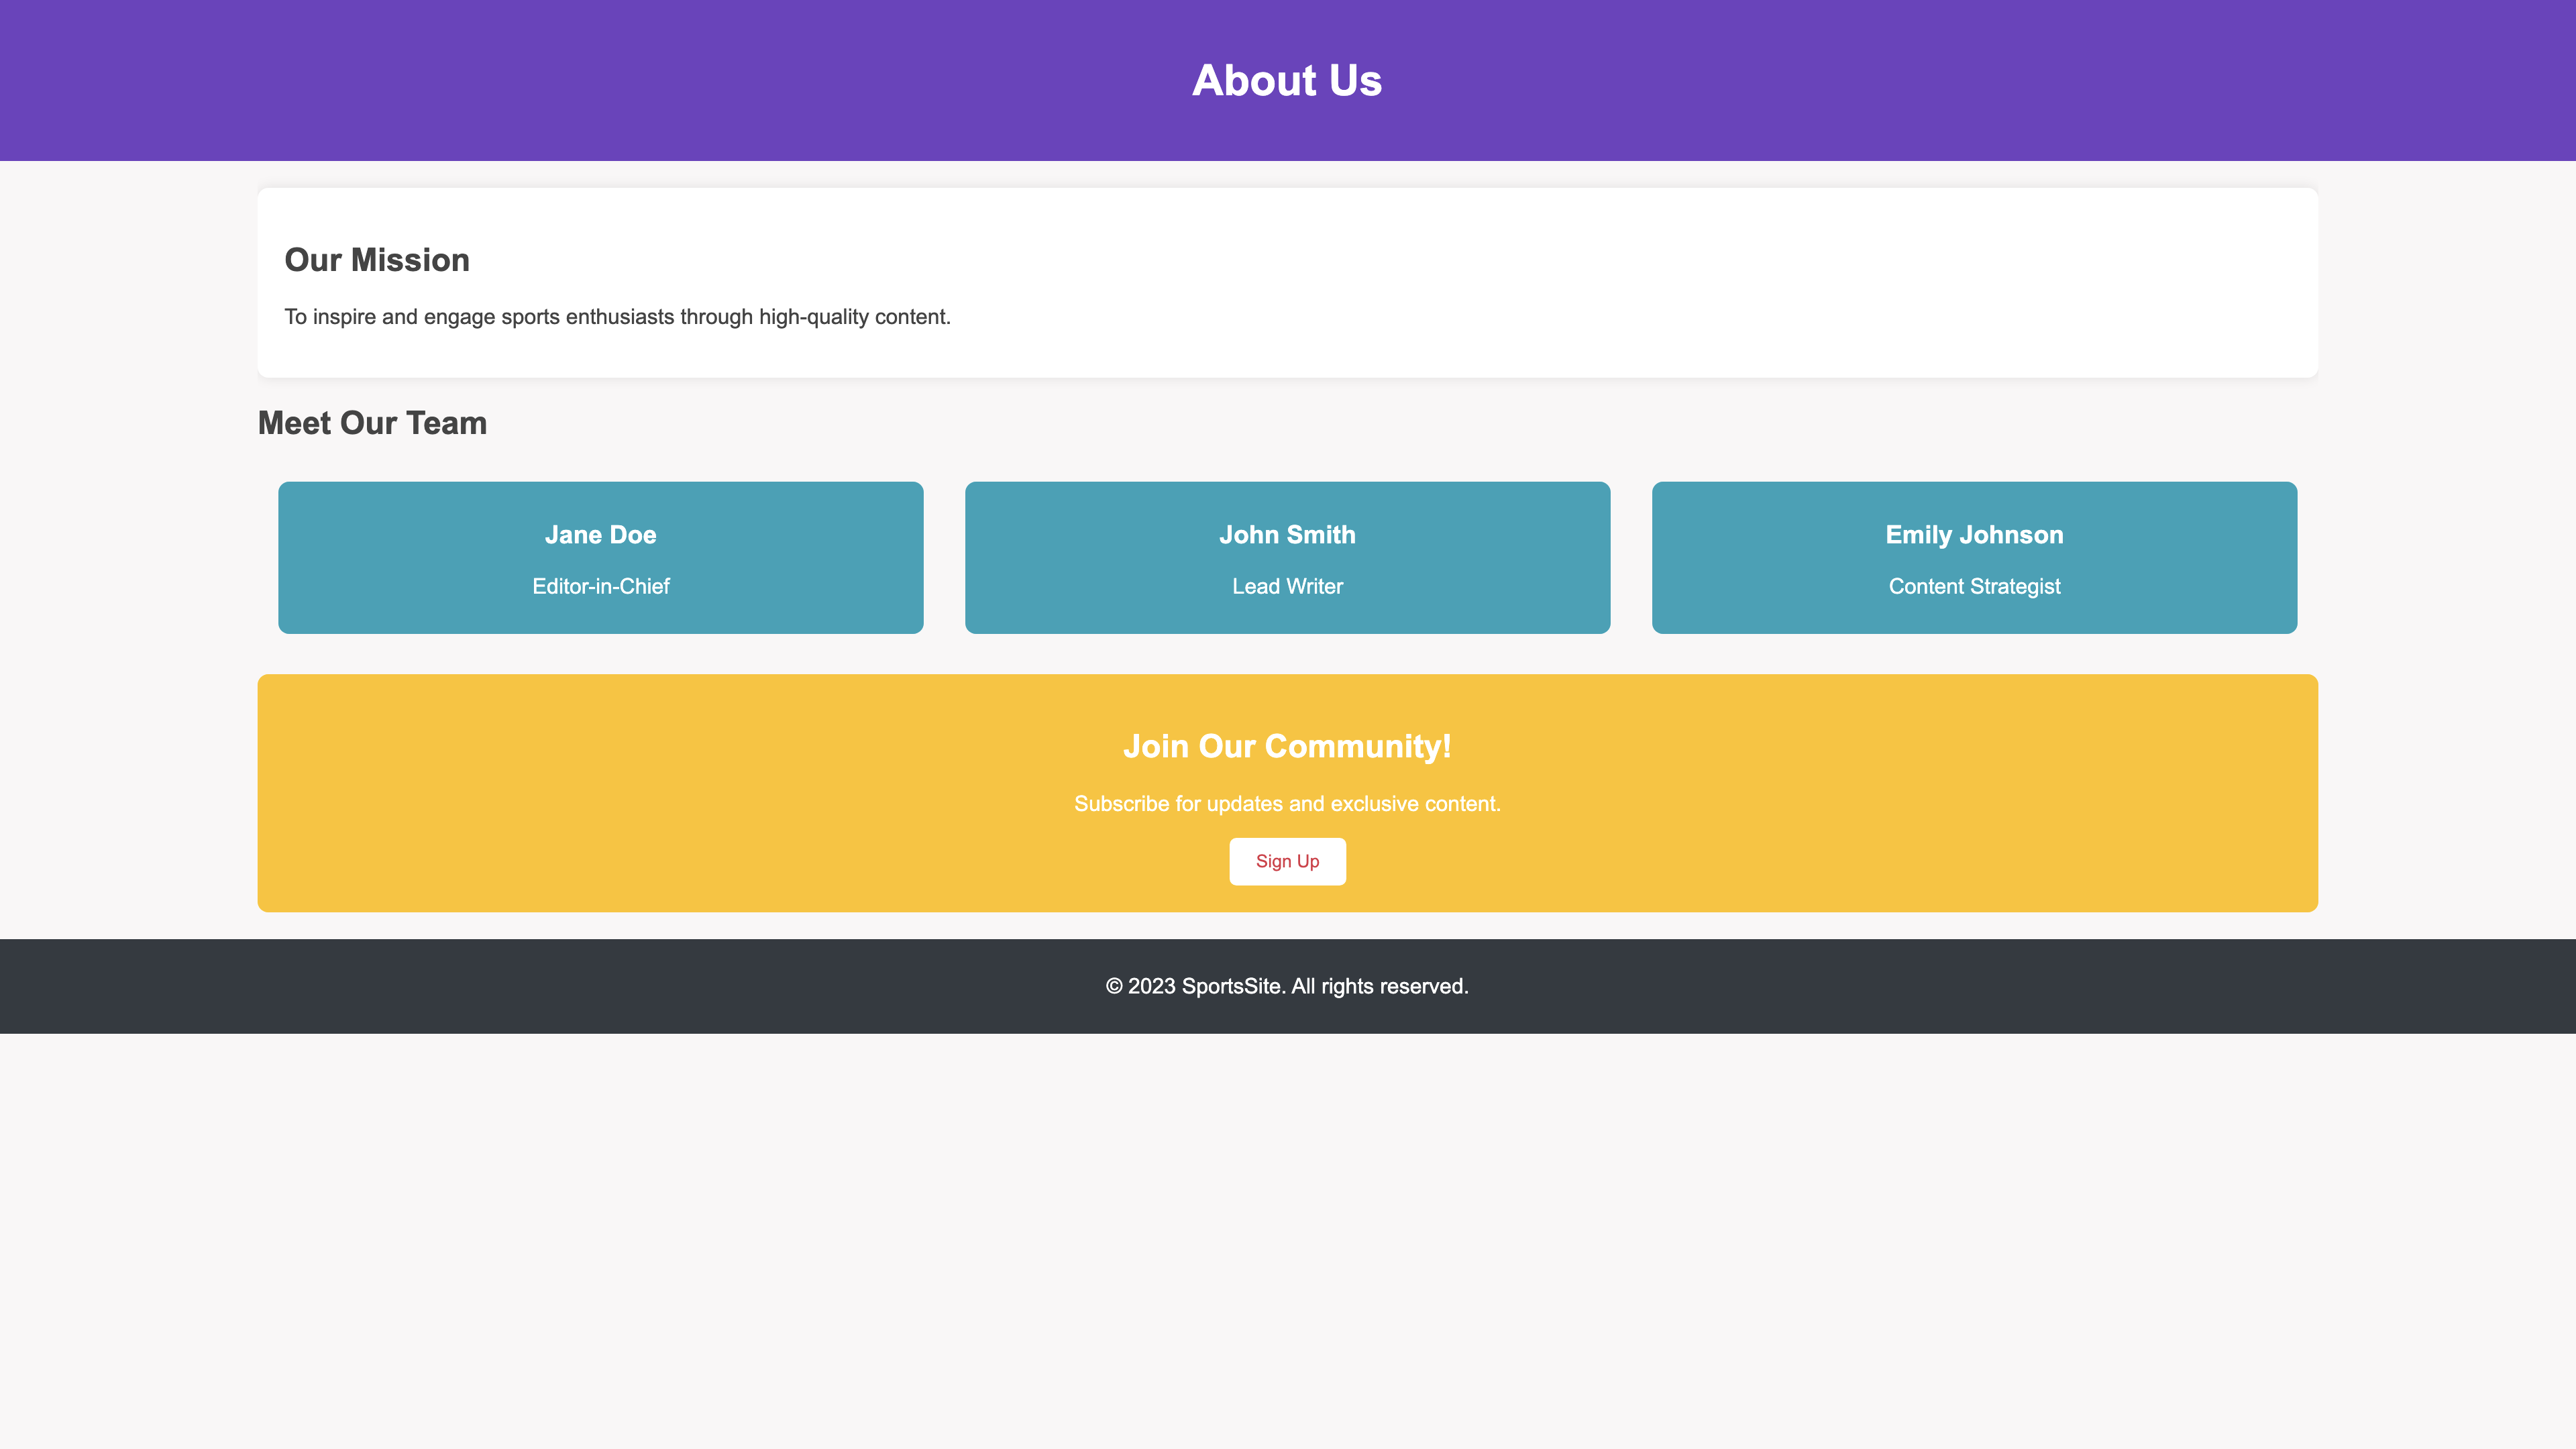 About Us
Our Mission
To inspire and engage sports enthusiasts through high-quality content.
Meet Our Team
Jane Doe
Editor-in-Chief
John Smith
Lead Writer
Emily Johnson
Content Strategist
Join Our Community!
Subscribe for updates and exclusive content.
Sign Up
© 2023 SportsSite. All rights reserved.